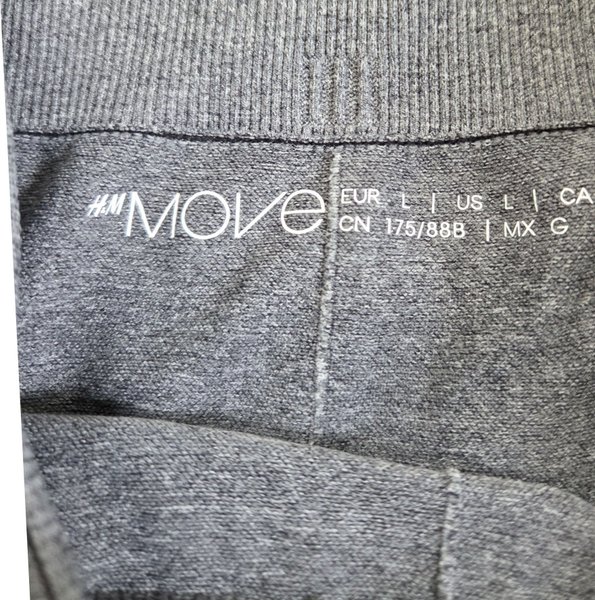 H&M MOVE
EUR L | US L | CA
CN 175/88B | MX G